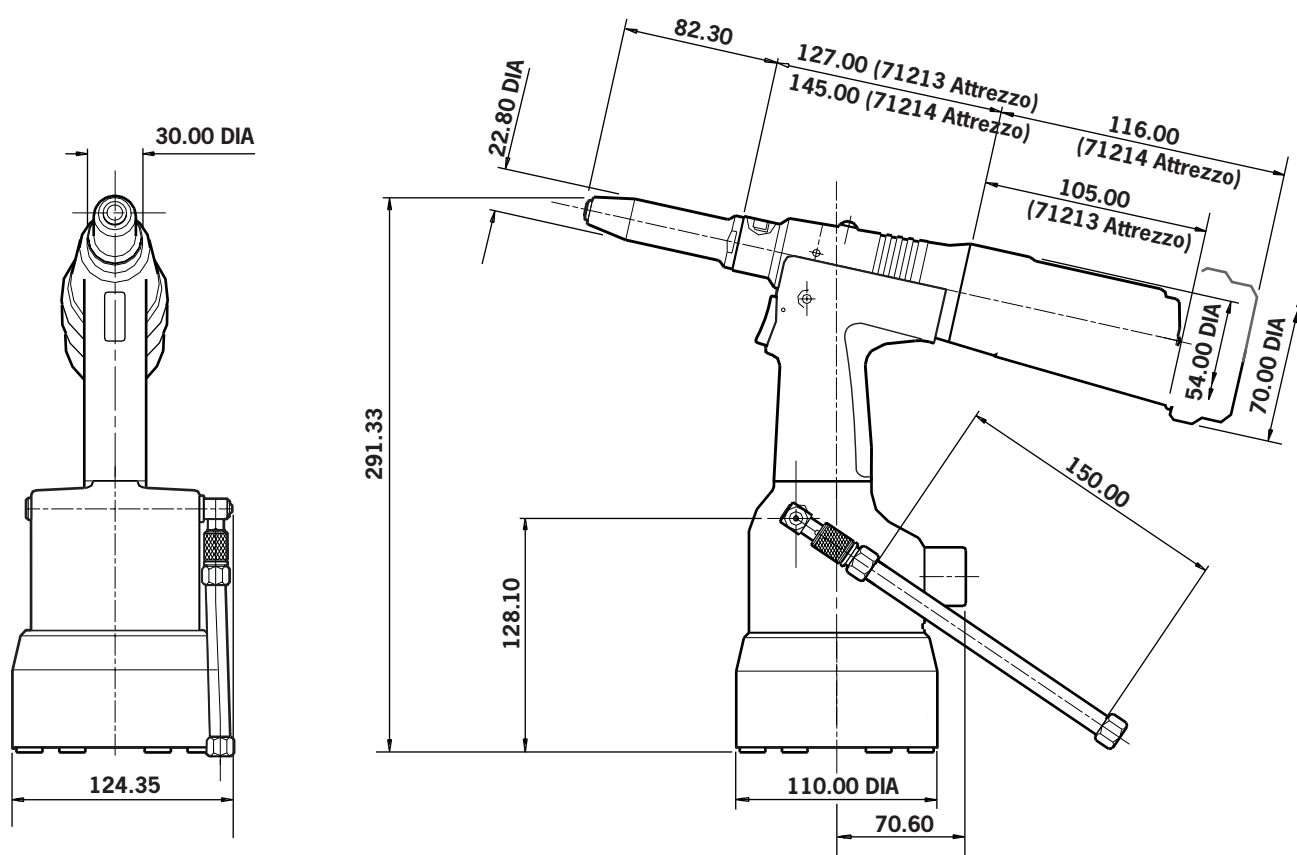 82.30
127.00 (71213 Attrezzo)
145.00 (71214 Attrezzo)
116.00
(71214 Attrezzo)
22.80 DIA
30.00 DIA
105.00
(71213 Attrezzo)
54.00 DIA
70.00 DIA
291.33
150.00
128.10
124.35
110.00 DIA
70.60